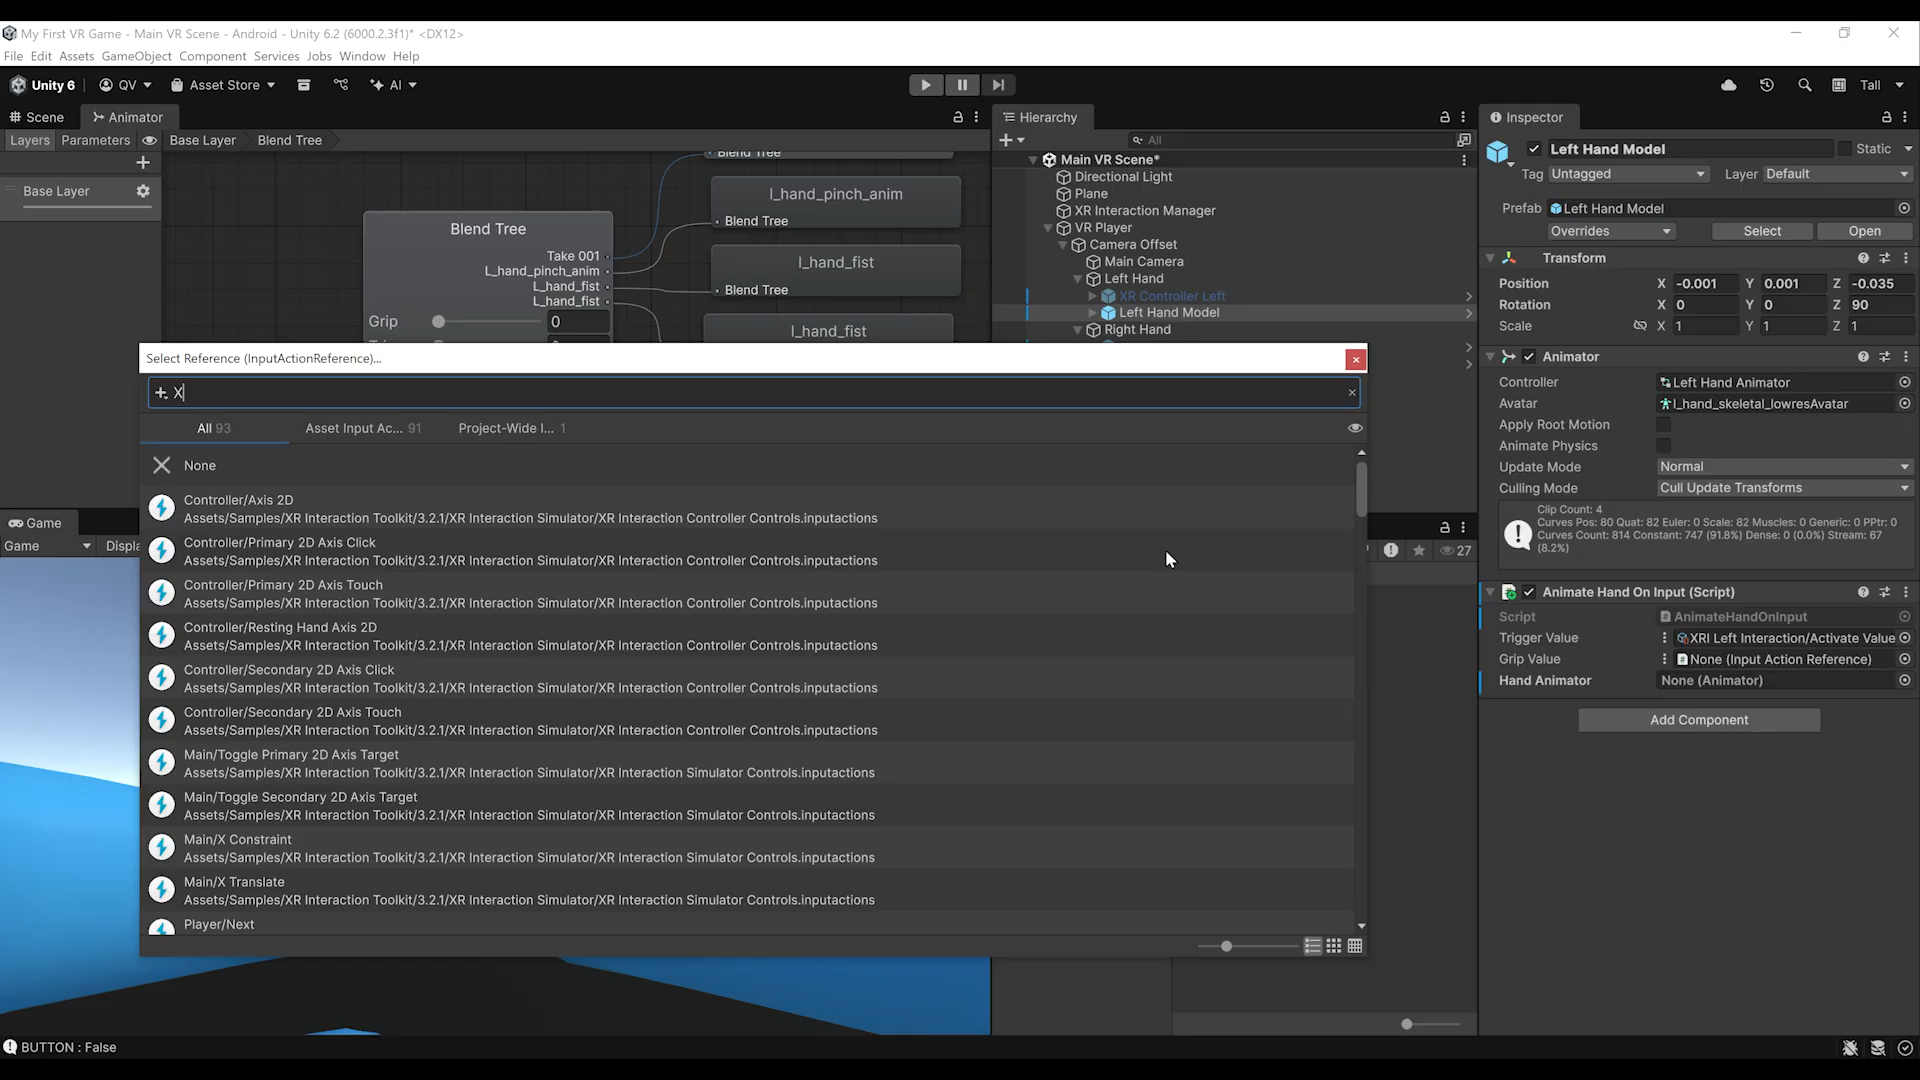 My First VR Game - Main VR Scene - Android - Unity 6.2 (6000.2.3f1)* <DX12>
File Edit Assets GameObject Component Services Jobs Window Help
Unity 6 QV Asset Store AI Tall
Scene Animator
Layers Parameters Base Layer Blend Tree
Base Layer
Blend Tree
Take 001
L_hand_pinch_anim
L_hand_fist
L_hand_fist
Grip 0
Blend Tree
l_hand_pinch_anim
Blend Tree
l_hand_fist
Blend Tree
l_hand_fist
Hierarchy
All
Main VR Scene*
Directional Light
Plane
XR Interaction Manager
VR Player
Camera Offset
Main Camera
Left Hand
XR Controller Left
Left Hand Model
Right Hand
27
Select Reference (InputActionReference)...
X
All 93 Asset Input Ac... 91 Project-Wide I... 1
None
Controller/Axis 2D
Assets/Samples/XR Interaction Toolkit/3.2.1/XR Interaction Simulator/XR Interaction Controller Controls.inputactions
Controller/Primary 2D Axis Click
Assets/Samples/XR Interaction Toolkit/3.2.1/XR Interaction Simulator/XR Interaction Controller Controls.inputactions
Controller/Primary 2D Axis Touch
Assets/Samples/XR Interaction Toolkit/3.2.1/XR Interaction Simulator/XR Interaction Controller Controls.inputactions
Controller/Resting Hand Axis 2D
Assets/Samples/XR Interaction Toolkit/3.2.1/XR Interaction Simulator/XR Interaction Controller Controls.inputactions
Controller/Secondary 2D Axis Click
Assets/Samples/XR Interaction Toolkit/3.2.1/XR Interaction Simulator/XR Interaction Controller Controls.inputactions
Controller/Secondary 2D Axis Touch
Assets/Samples/XR Interaction Toolkit/3.2.1/XR Interaction Simulator/XR Interaction Controller Controls.inputactions
Main/Toggle Primary 2D Axis Target
Assets/Samples/XR Interaction Toolkit/3.2.1/XR Interaction Simulator/XR Interaction Simulator Controls.inputactions
Main/Toggle Secondary 2D Axis Target
Assets/Samples/XR Interaction Toolkit/3.2.1/XR Interaction Simulator/XR Interaction Simulator Controls.inputactions
Main/X Constraint
Assets/Samples/XR Interaction Toolkit/3.2.1/XR Interaction Simulator/XR Interaction Simulator Controls.inputactions
Main/X Translate
Assets/Samples/XR Interaction Toolkit/3.2.1/XR Interaction Simulator/XR Interaction Simulator Controls.inputactions
Player/Next
Game
Game Displa
Inspector
Left Hand Model Static
Tag Untagged Layer Default
Prefab Left Hand Model
Overrides Select Open
Transform
Position X -0.001 Y 0.001 Z -0.035
Rotation X 0 Y 0 Z 90
Scale X 1 Y 1 Z 1
Animator
Controller Left Hand Animator
Avatar l_hand_skeletal_lowresAvatar
Apply Root Motion
Animate Physics
Update Mode Normal
Culling Mode Cull Update Transforms
Clip Count: 4
Curves Pos: 80 Quat: 82 Euler: 0 Scale: 82 Muscles: 0 Generic: 0 PPtr: 0
Curves Count: 814 Constant: 747 (91.8%) Dense: 0 (0.0%) Stream: 67
(8.2%)
Animate Hand On Input (Script)
Script AnimateHandOnInput
Trigger Value XRI Left Interaction/Activate Value
Grip Value None (Input Action Reference)
Hand Animator None (Animator)
Add Component
BUTTON : False